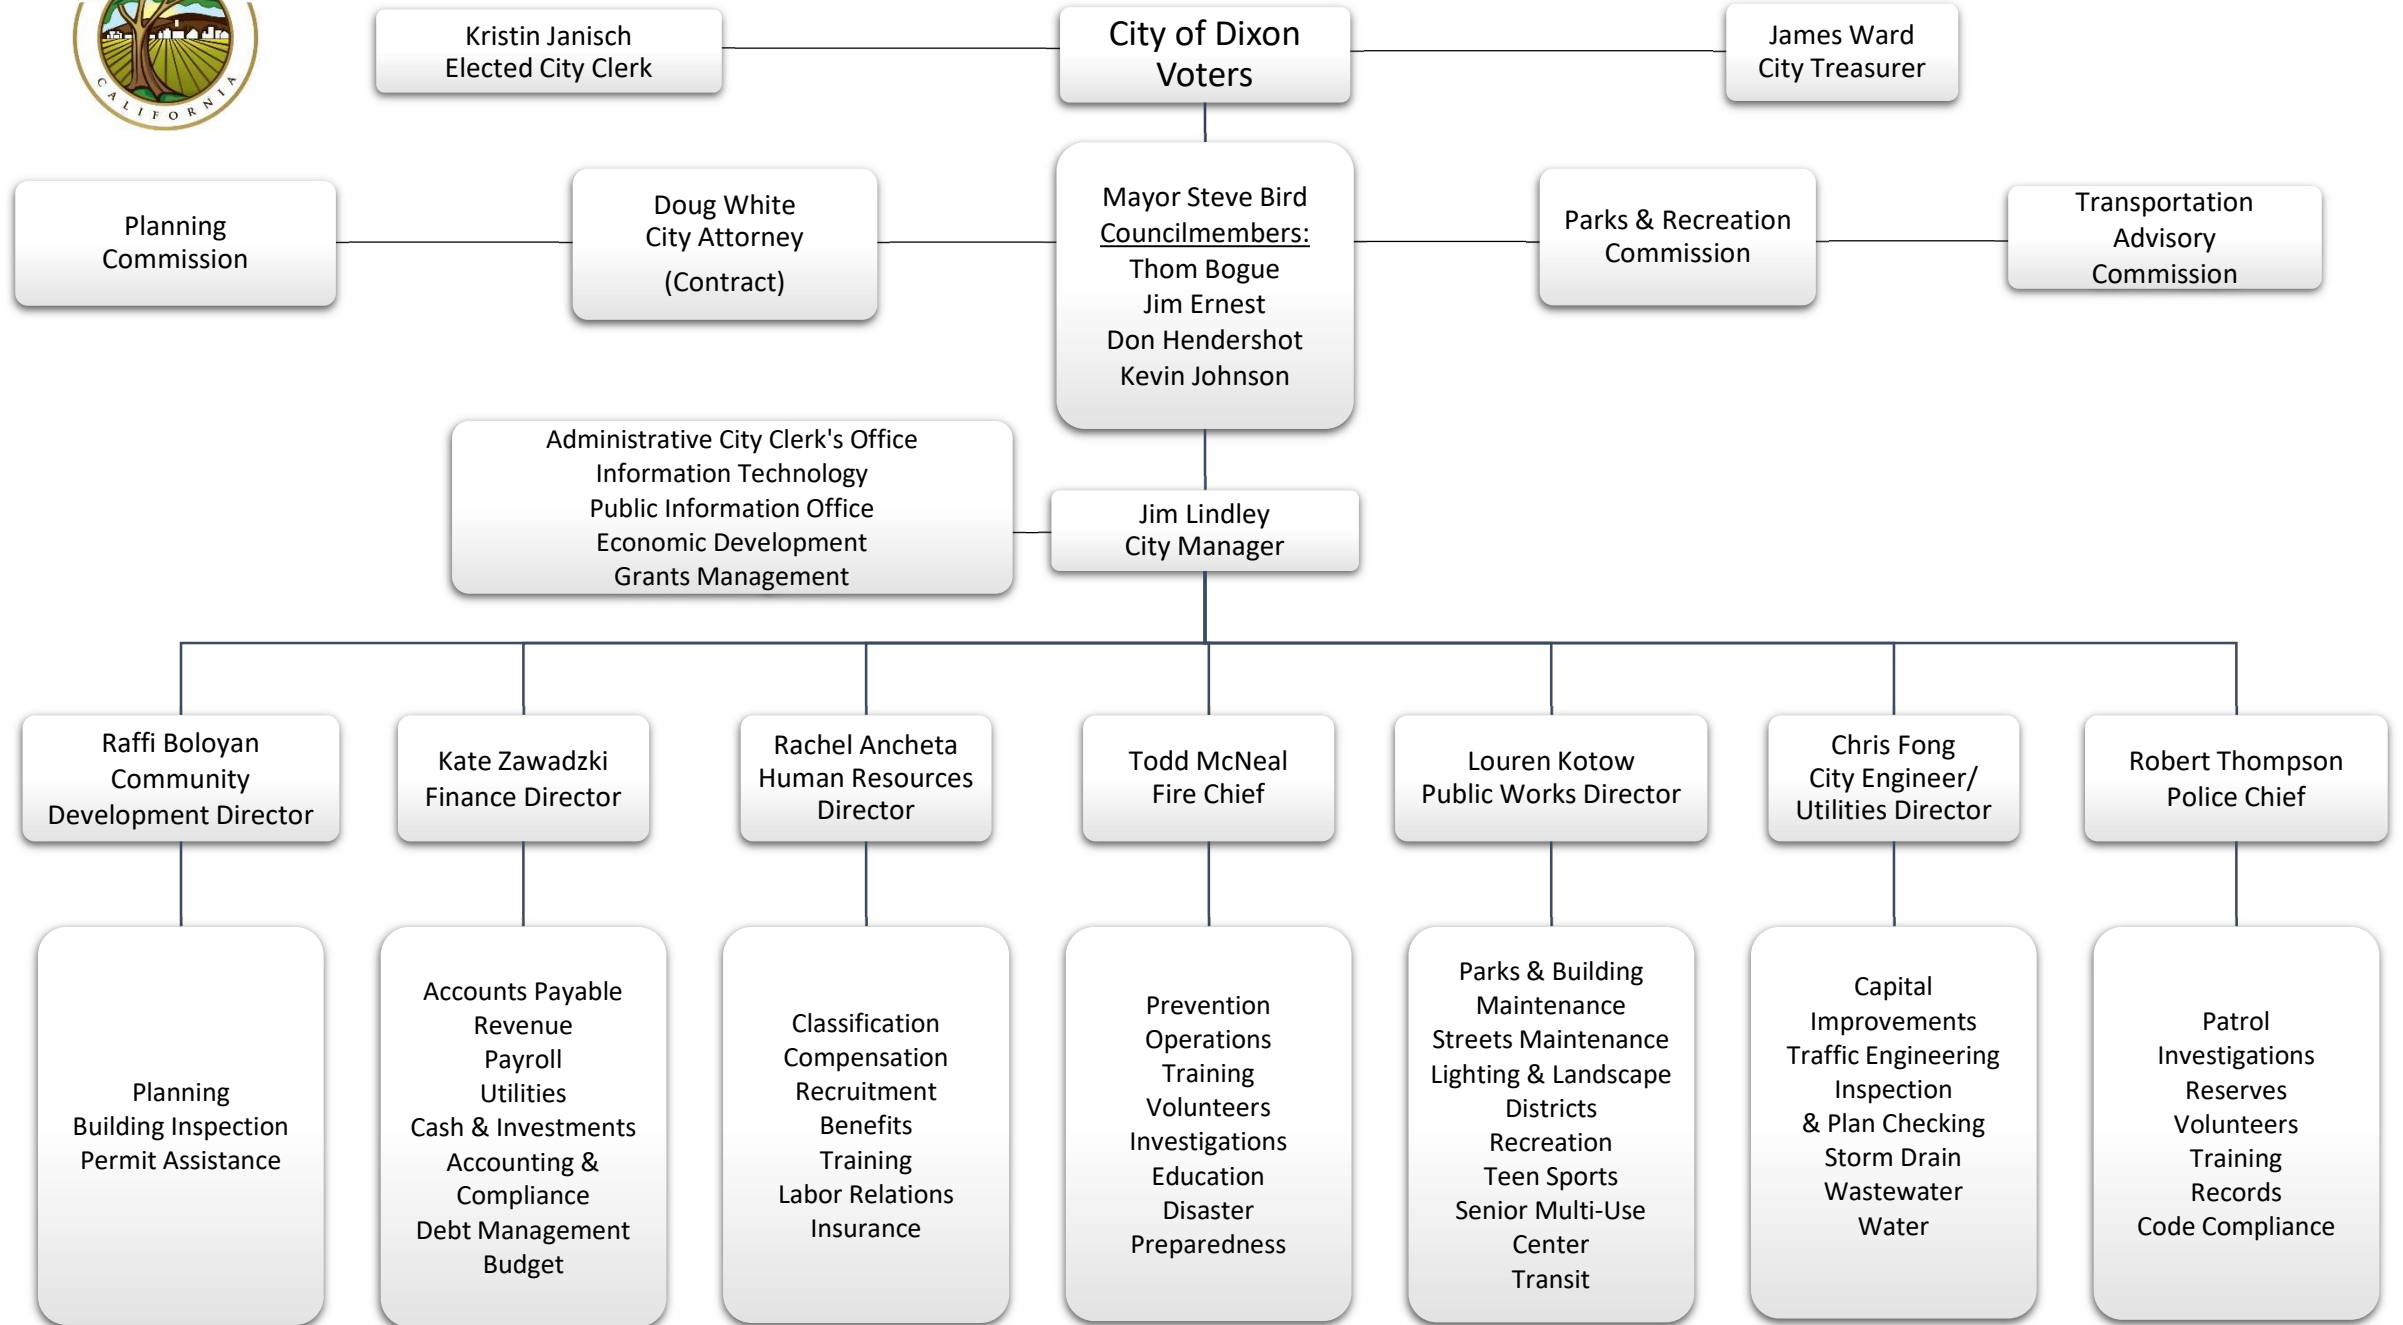 CALIFORNIA
Kristin Janisch
Elected City Clerk
City of Dixon
Voters
James Ward
City Treasurer
Planning
Commission
Doug White
City Attorney
(Contract)
Mayor Steve Bird
Councilmembers:
Thom Bogue
Jim Ernest
Don Hendershot
Kevin Johnson
Parks & Recreation
Commission
Transportation
Advisory
Commission
Administrative City Clerk's Office
Information Technology
Public Information Office
Economic Development
Grants Management
Jim Lindley
City Manager
Raffi Boloyan
Community
Development Director
Kate Zawadzki
Finance Director
Rachel Ancheta
Human Resources
Director
Todd McNeal
Fire Chief
Louren Kotow
Public Works Director
Chris Fong
City Engineer/
Utilities Director
Robert Thompson
Police Chief
Planning
Building Inspection
Permit Assistance
Accounts Payable
Revenue
Payroll
Utilities
Cash & Investments
Accounting &
Compliance
Debt Management
Budget
Classification
Compensation
Recruitment
Benefits
Training
Labor Relations
Insurance
Prevention
Operations
Training
Volunteers
Investigations
Education
Disaster
Preparedness
Parks & Building
Maintenance
Streets Maintenance
Lighting & Landscape
Districts
Recreation
Teen Sports
Senior Multi-Use
Center
Transit
Capital
Improvements
Traffic Engineering
Inspection
& Plan Checking
Storm Drain
Wastewater
Water
Patrol
Investigations
Reserves
Volunteers
Training
Records
Code Compliance